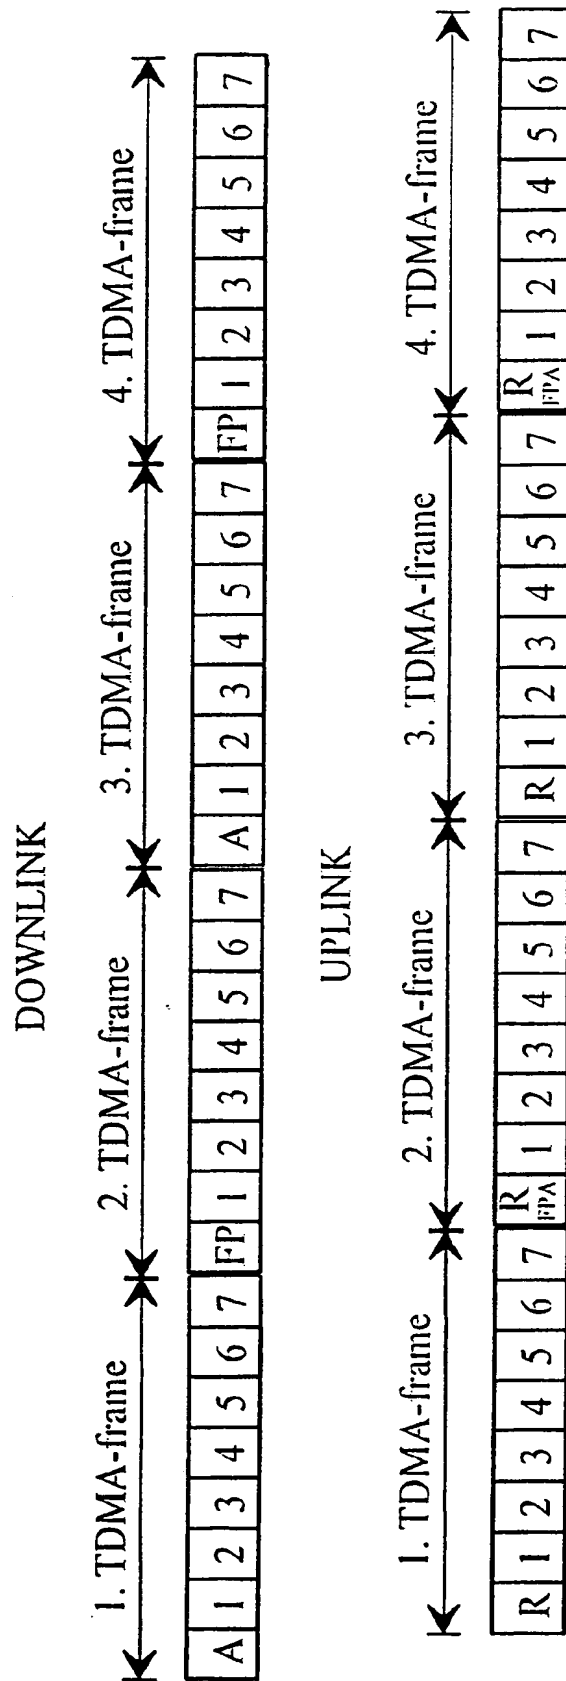 DOWNLINK
1. TDMA-frame 2. TDMA-frame 3. TDMA-frame 4. TDMA-frame
A 1 2 3 4 5 6 7 FP 1 2 3 4 5 6 7 A 1 2 3 4 5 6 7 FP 1 2 3 4 5 6 7
UPLINK
1. TDMA-frame 2. TDMA-frame 3. TDMA-frame 4. TDMA-frame
R 1 2 3 4 5 6 7 R FPA 1 2 3 4 5 6 7 R 1 2 3 4 5 6 7 R FPA 1 2 3 4 5 6 7